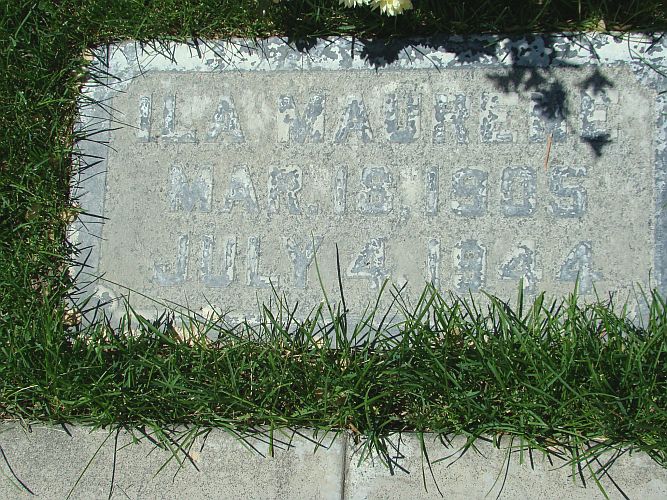 ILA MAURENE
MAR. 18, 1905
JULY 4, 1944